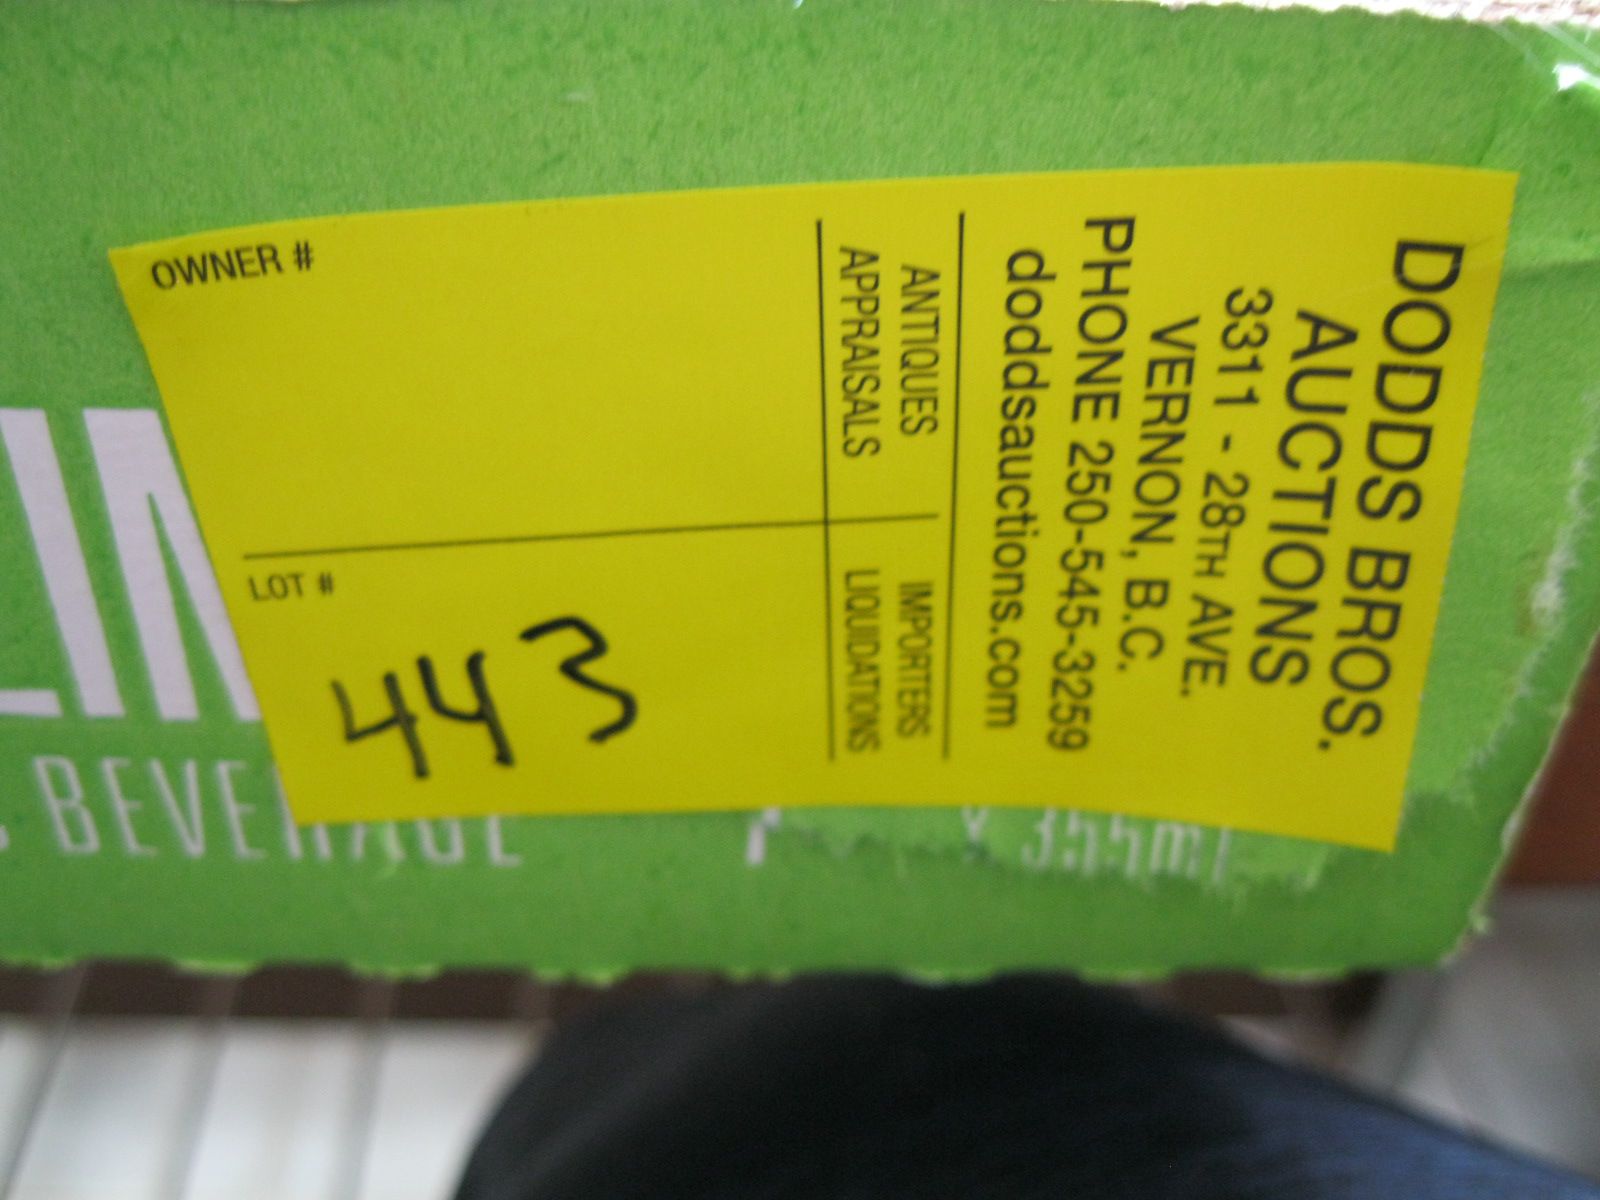 DODDS BROS.
AUCTIONS
3311 - 28TH AVE.
VERNON, B.C.
PHONE 250-545-3259
doddsauctions.com
ANTIQUES
APPRAISALS
IMPORTERS
LIQUIDATIONS
OWNER #
LOT #
443
BEVERAGE
355ml